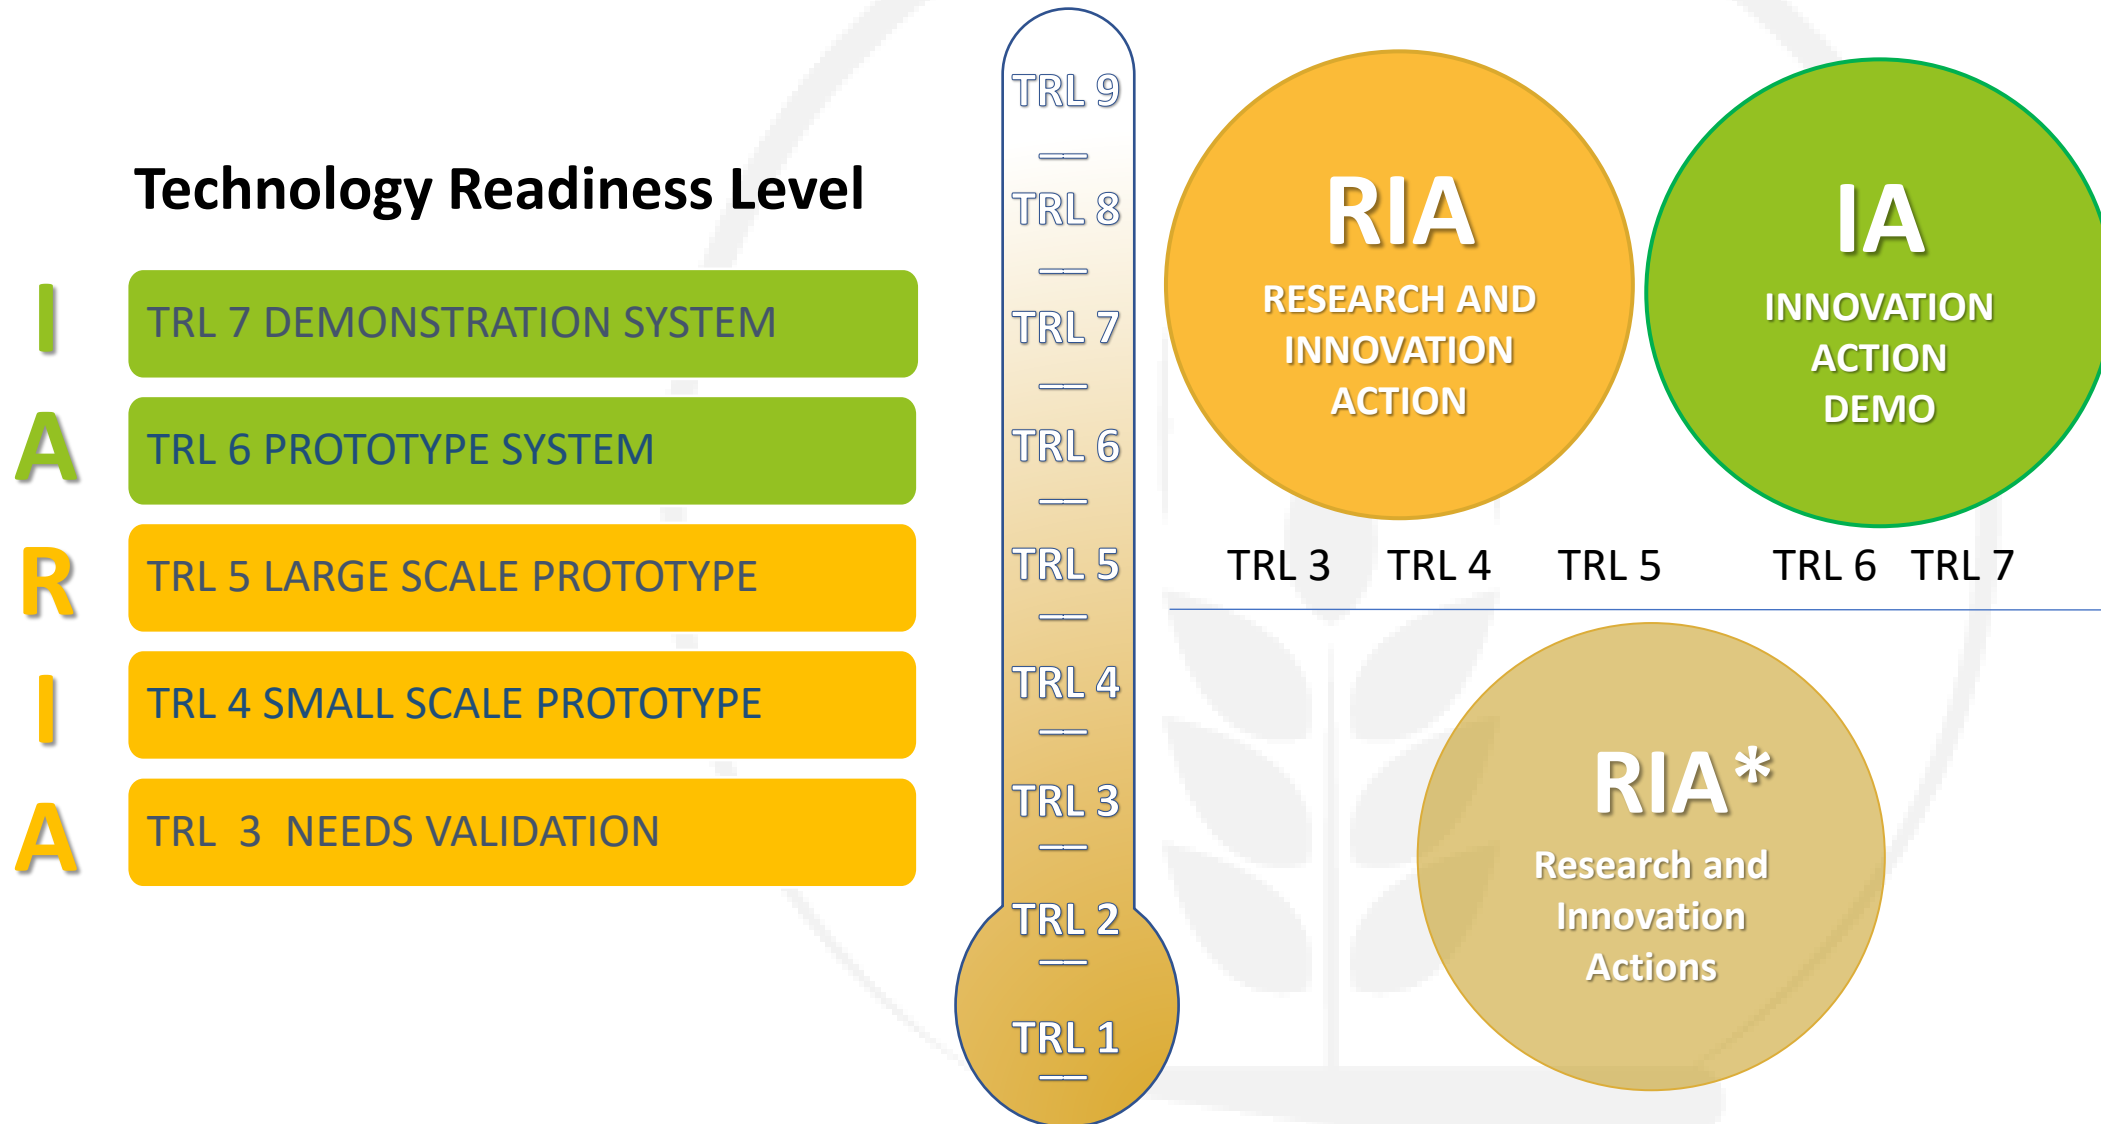 Technology Readiness Level
I
TRL 7 DEMONSTRATION SYSTEM
A
TRL 6 PROTOTYPE SYSTEM
R
TRL 5 LARGE SCALE PROTOTYPE
I
TRL 4 SMALL SCALE PROTOTYPE
A
TRL 3 NEEDS VALIDATION
TRL 9
TRL 8
TRL 7
TRL 6
TRL 5
TRL 4
TRL 3
TRL 2
TRL 1
RIA
RESEARCH AND
INNOVATION
ACTION
IA
INNOVATION
ACTION
DEMO
TRL 3 TRL 4 TRL 5 TRL 6 TRL 7
RIA*
Research and
Innovation
Actions